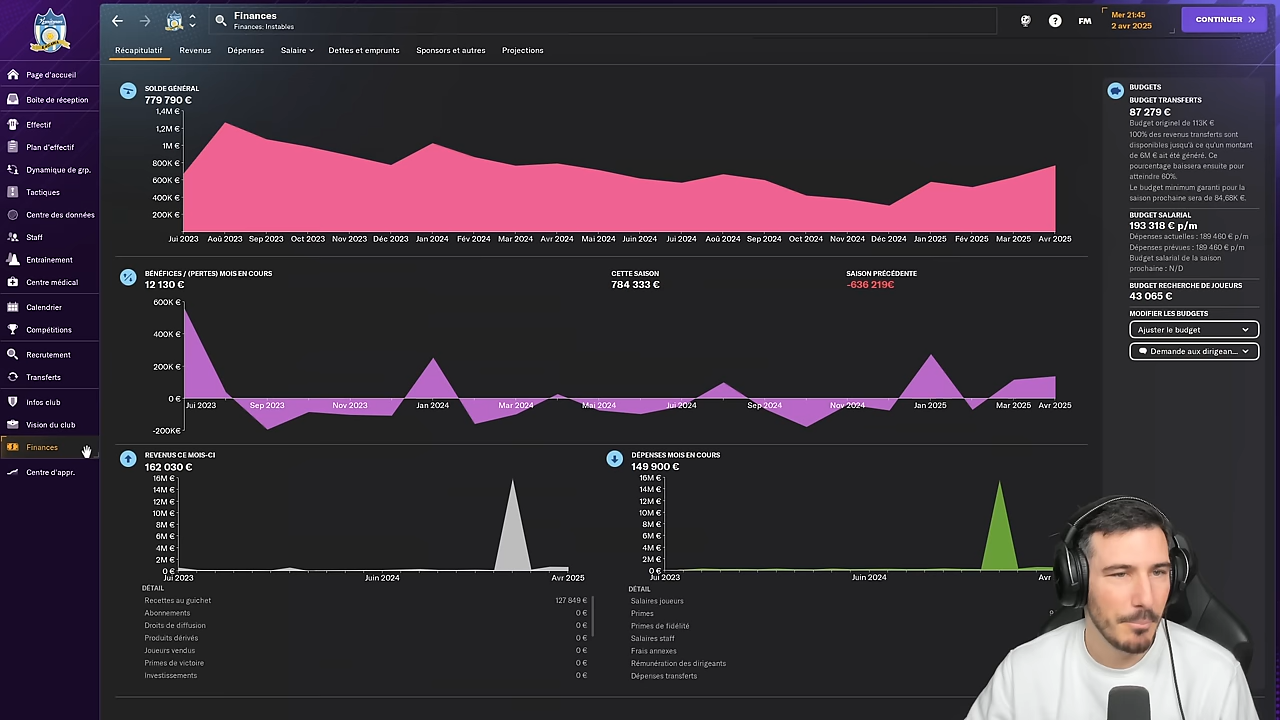 Finances
Finances: Instables
FM
Mer 21:45
2 avr 2025
CONTINUER
Récapitulatif
Revenus
Dépenses
Salaire
Dettes et emprunts
Sponsors et autres
Projections
Page d'accueil
Boîte de réception
Effectif
Plan d'effectif
Dynamique de grp.
Tactiques
Centre des données
Staff
Entraînement
Centre médical
Calendrier
Compétitions
Recrutement
Transferts
Infos club
Vision du club
Finances
Centre d'appr.
SOLDE GÉNÉRAL
779 790 €
1,4M €
1,2M €
1M €
800K €
600K €
400K €
200K €
Jui 2023 Aoû 2023 Sep 2023 Oct 2023 Nov 2023 Déc 2023 Jan 2024 Fév 2024 Mar 2024 Avr 2024 Mai 2024 Juin 2024 Jui 2024 Aoû 2024 Sep 2024 Oct 2024 Nov 2024 Déc 2024 Jan 2025 Fév 2025 Mar 2025 Avr 2025
BÉNÉFICES / (PERTES) MOIS EN COURS
12 130 €
CETTE SAISON
784 333 €
SAISON PRÉCÉDENTE
-636 219€
600K €
400K €
200K €
0 €
-200K€
Jui 2023 Sep 2023 Nov 2023 Jan 2024 Mar 2024 Mai 2024 Jui 2024 Sep 2024 Nov 2024 Jan 2025 Mar 2025 Avr 2025
REVENUS CE MOIS-CI
162 030 €
16M €
14M €
12M €
10M €
8M €
6M €
4M €
2M €
0 €
Jui 2023 Juin 2024 Avr 2025
DÉTAIL
Recettes au guichet 127 849 €
Abonnements 0 €
Droits de diffusion 0 €
Produits dérivés 0 €
Joueurs vendus 0 €
Primes de victoire 0 €
Investissements 0 €
DÉPENSES MOIS EN COURS
149 900 €
16M €
14M €
12M €
10M €
8M €
6M €
4M €
2M €
0 €
Jui 2023 Juin 2024 Avr
DÉTAIL
Salaires joueurs
Primes
Primes de fidélité
Salaires staff
Frais annexes
Rémunération des dirigeants
Dépenses transferts
BUDGETS
BUDGET TRANSFERTS
87 279 €
Budget originel de 113K €
100% des revenus transferts sont
disponibles jusqu'à ce qu'un montant
de 6M € ait été généré. Ce
pourcentage baissera ensuite pour
atteindre 60%.
Le budget minimum garanti pour la
saison prochaine sera de 84,68K €.
BUDGET SALARIAL
193 318 € p/m
Dépenses actuelles : 189 460 € p/m
Dépenses prévues : 189 460 € p/m
Budget salarial de la saison
prochaine : N/D
BUDGET RECHERCHE DE JOUEURS
43 065 €
MODIFIER LES BUDGETS
Ajuster le budget
Demande aux dirigean...